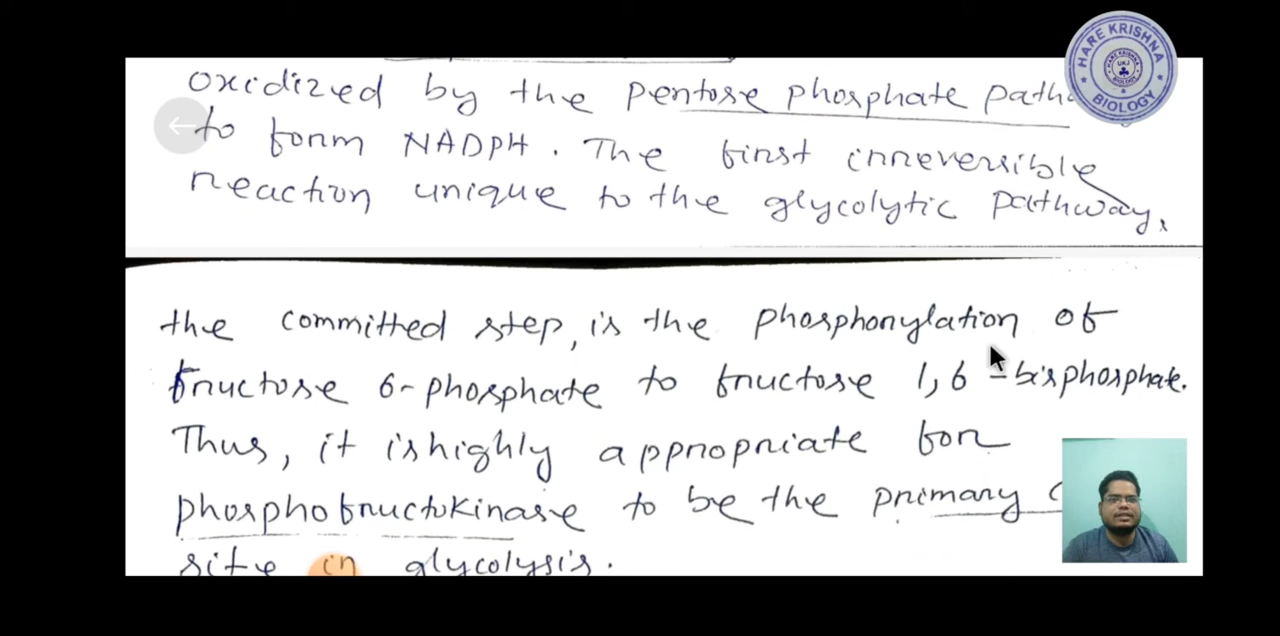 HARE KRISHNA
UKJ
BIOLOGY
oxidized by the pentose phosphate path
to form NADPH. The first irreversible
reaction unique to the glycolytic pathway,
the committed step, is the phosphorylation of
fructose 6-phosphate to fructose 1,6-bisphosphate.
Thus, it is highly appropriate for
phosphofructokinase to be the primary
site in glycolysis.